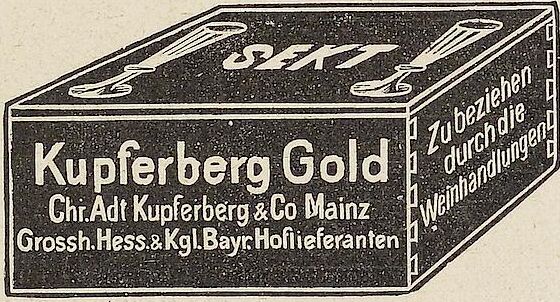 SEKT
Kupferberg Gold
Chr. Adt Kupferberg & Co Mainz
Grossh. Hess. & Kgl. Bayr. Hoflieferanten
Zu beziehen
durch die
Weinhandlungen